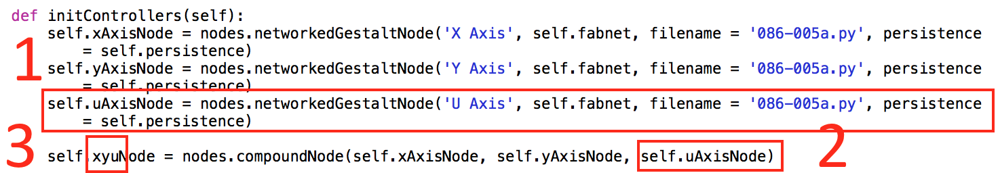 def initControllers(self):
self.xAxisNode = nodes.networkedGestaltNode('X Axis', self.fabnet, filename = '086-005a.py', persistence
= self.persistence)
1
self.yAxisNode = nodes.networkedGestaltNode('Y Axis', self.fabnet, filename = '086-005a.py', persistence
= self.persistence)
self.uAxisNode = nodes.networkedGestaltNode('U Axis', self.fabnet, filename = '086-005a.py', persistence
= self.persistence)
3
self.xyuNode = nodes.compoundNode(self.xAxisNode, self.yAxisNode, self.uAxisNode)
2